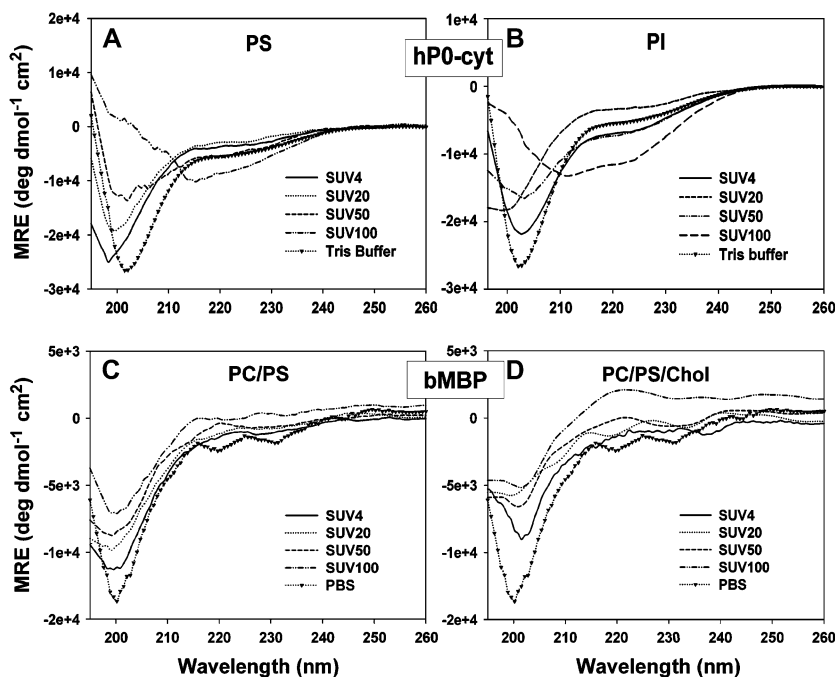 A
PS
hP0-cyt
B
PI
MRE (deg dmol-1 cm2)
2e+4
1e+4
0
-1e+4
-2e+4
-3e+4
SUV4
SUV20
SUV50
SUV100
Tris Buffer
200 210 220 230 240 250 260
1e+4
0
-1e+4
-2e+4
-3e+4
SUV4
SUV20
SUV50
SUV100
Tris buffer
200 210 220 230 240 250 260
C
PC/PS
bMBP
D
PC/PS/Chol
MRE (deg dmol-1 cm2)
5e+3
0
-5e+3
-1e+4
-2e+4
-2e+4
SUV4
SUV20
SUV50
SUV100
PBS
200 210 220 230 240 250 260
Wavelength (nm)
5e+3
0
-5e+3
-1e+4
-2e+4
-2e+4
SUV4
SUV20
SUV50
SUV100
PBS
200 210 220 230 240 250 260
Wavelength (nm)